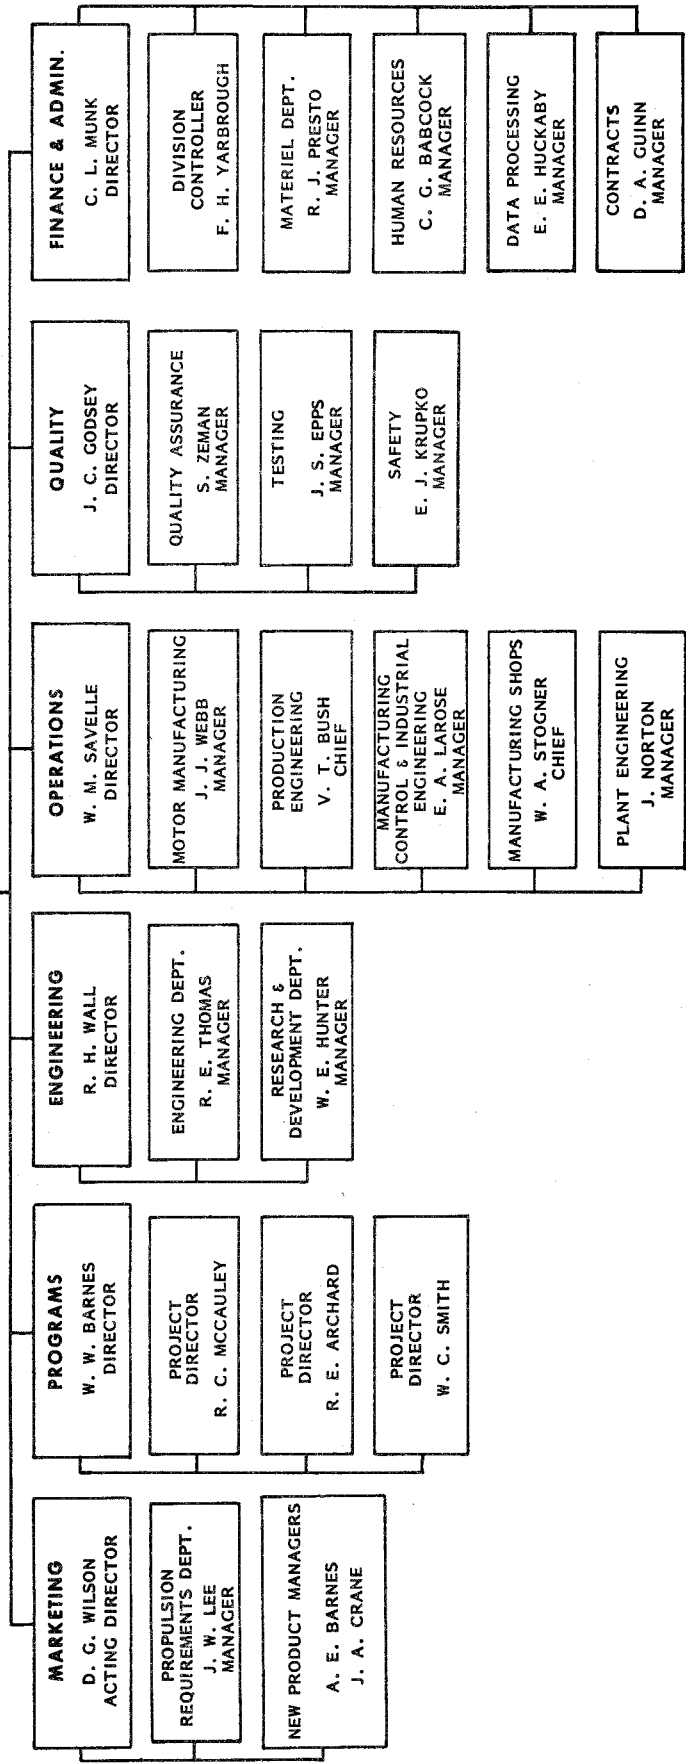 MARKETING
D. G. WILSON
ACTING DIRECTOR
PROPULSION
REQUIREMENTS DEPT.
J. W. LEE
MANAGER
NEW PRODUCT MANAGERS
A. E. BARNES
J. A. CRANE
PROGRAMS
W. W. BARNES
DIRECTOR
PROJECT
DIRECTOR
R. C. MCCAULEY
PROJECT
DIRECTOR
R. E. ARCHARD
PROJECT
DIRECTOR
W. C. SMITH
ENGINEERING
R. H. WALL
DIRECTOR
ENGINEERING DEPT.
R. E. THOMAS
MANAGER
RESEARCH &
DEVELOPMENT DEPT.
W. E. HUNTER
MANAGER
OPERATIONS
W. M. SAVELLE
DIRECTOR
MOTOR MANUFACTURING
J. J. WEBB
MANAGER
PRODUCTION
ENGINEERING
V. T. BUSH
CHIEF
MANUFACTURING
CONTROL & INDUSTRIAL
ENGINEERING
E. A. LAROSE
MANAGER
MANUFACTURING SHOPS
W. A. STOGNER
CHIEF
PLANT ENGINEERING
J. NORTON
MANAGER
QUALITY
J. C. GODSEY
DIRECTOR
QUALITY ASSURANCE
S. ZEMAN
MANAGER
TESTING
J. S. EPPS
MANAGER
SAFETY
E. J. KRUPKO
MANAGER
FINANCE & ADMIN.
C. L. MUNK
DIRECTOR
DIVISION
CONTROLLER
F. H. YARBROUGH
MATERIEL DEPT.
R. J. PRESTO
MANAGER
HUMAN RESOURCES
C. G. BABCOCK
MANAGER
DATA PROCESSING
E. E. HUCKABY
MANAGER
CONTRACTS
D. A. GUINN
MANAGER